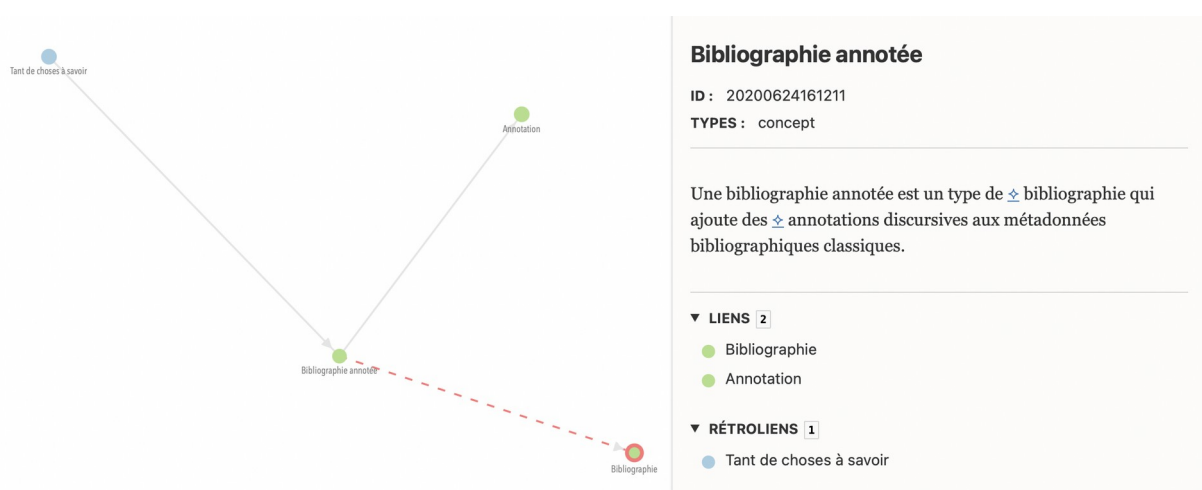 Tant de choses à savoir
Annotation
Bibliographie annotée
Bibliographie
Bibliographie annotée
ID : 20200624161211
TYPES : concept
Une bibliographie annotée est un type de ✧ bibliographie qui
ajoute des ✧ annotations discursives aux métadonnées
bibliographiques classiques.
▼ LIENS 2
Bibliographie
Annotation
▼ RÉTROLIENS 1
Tant de choses à savoir